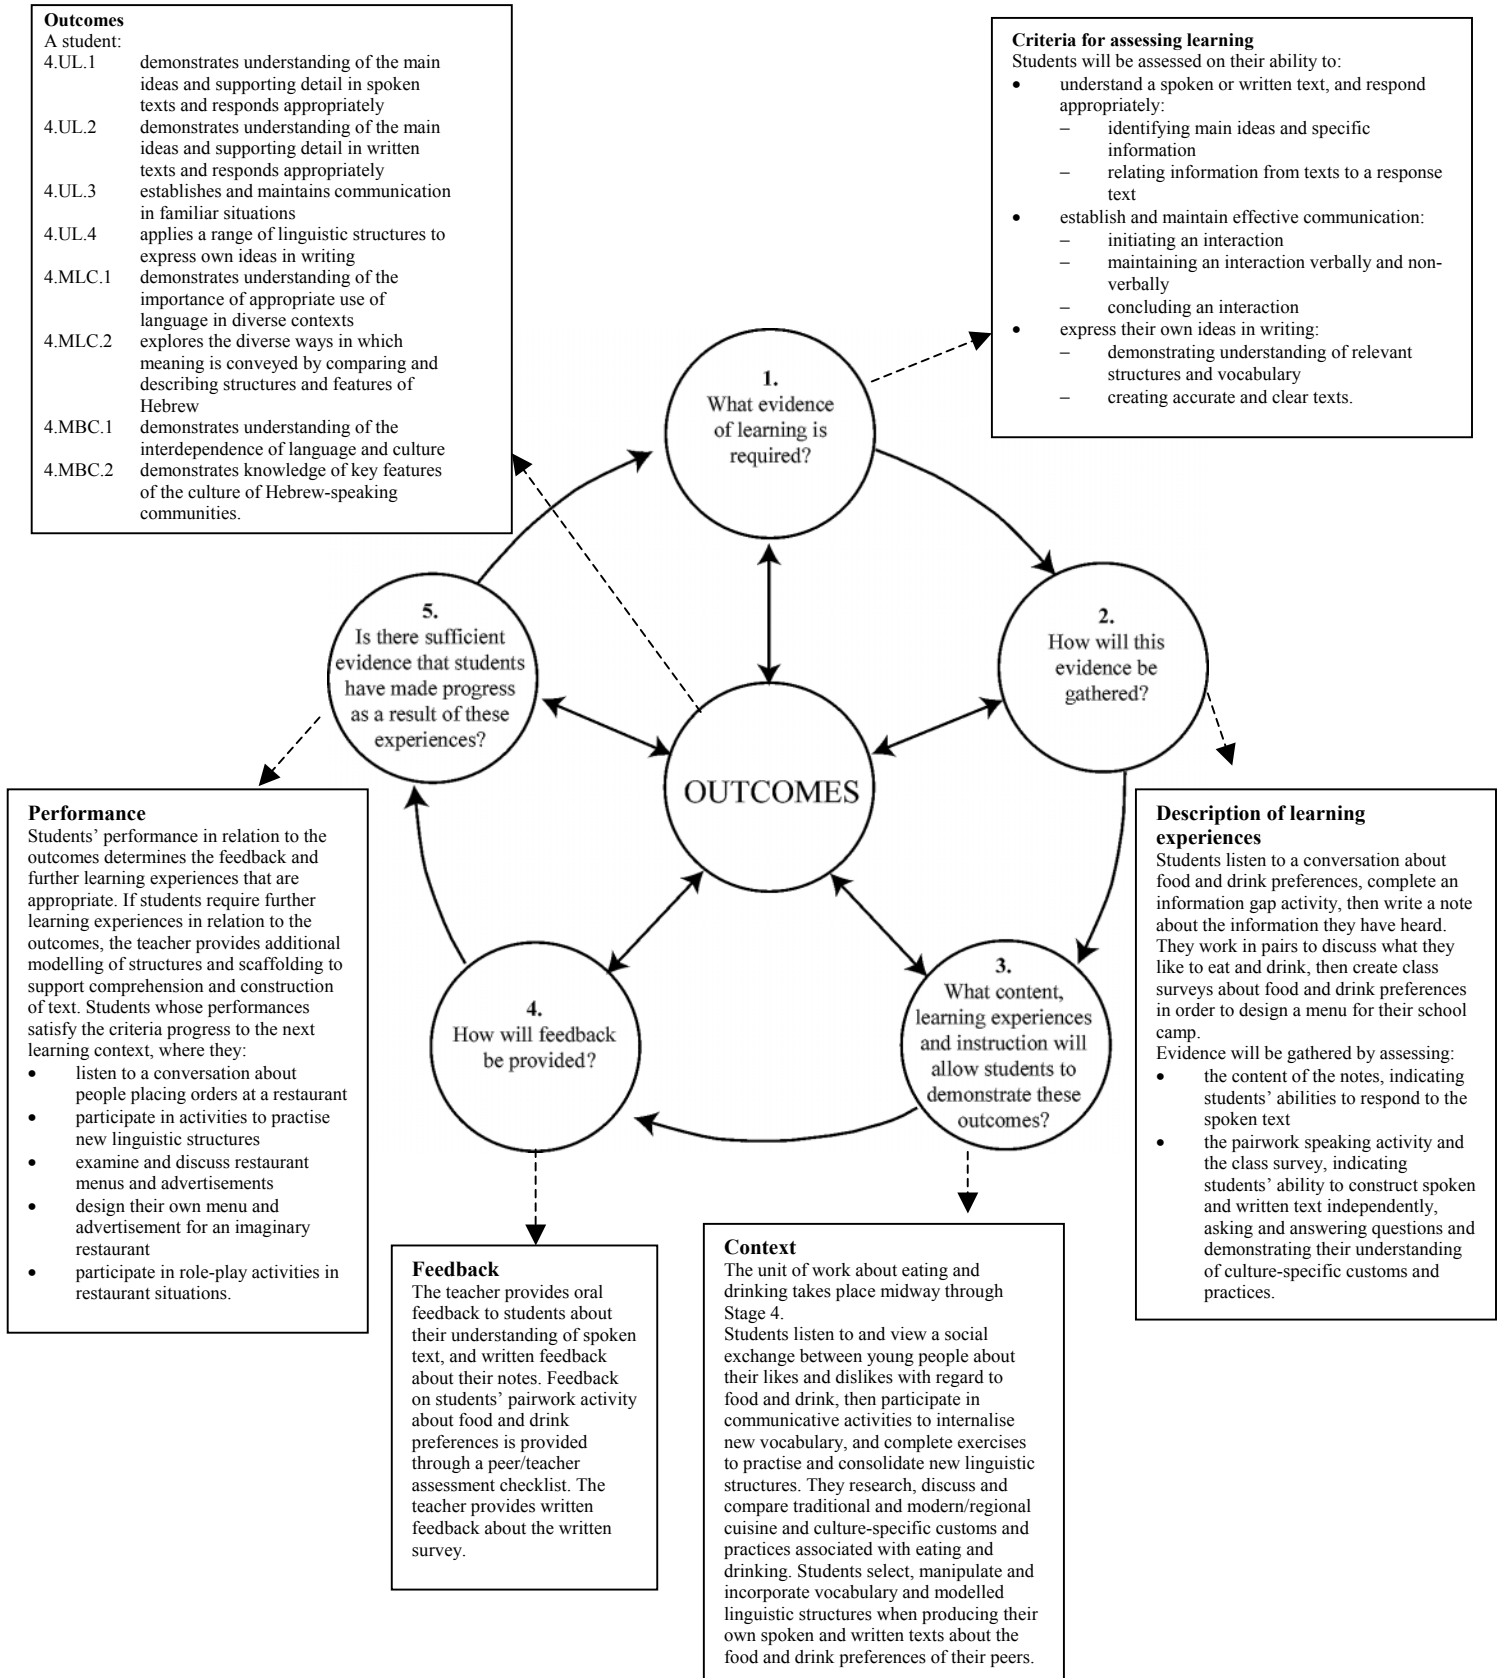 Outcomes
A student:
4.UL.1 demonstrates understanding of the main
ideas and supporting detail in spoken
texts and responds appropriately
4.UL.2 demonstrates understanding of the main
ideas and supporting detail in written
texts and responds appropriately
4.UL.3 establishes and maintains communication
in familiar situations
4.UL.4 applies a range of linguistic structures to
express own ideas in writing
4.MLC.1 demonstrates understanding of the
importance of appropriate use of
language in diverse contexts
4.MLC.2 explores the diverse ways in which
meaning is conveyed by comparing and
describing structures and features of
Hebrew
4.MBC.1 demonstrates understanding of the
interdependence of language and culture
4.MBC.2 demonstrates knowledge of key features
of the culture of Hebrew-speaking
communities.
Criteria for assessing learning
Students will be assessed on their ability to:
• understand a spoken or written text, and respond
appropriately:
– identifying main ideas and specific
information
– relating information from texts to a response
text
• establish and maintain effective communication:
– initiating an interaction
– maintaining an interaction verbally and non-
verbally
– concluding an interaction
• express their own ideas in writing:
– demonstrating understanding of relevant
structures and vocabulary
– creating accurate and clear texts.
1.
What evidence
of learning is
required?
2.
How will this
evidence be
gathered?
5.
Is there sufficient
evidence that students
have made progress
as a result of these
experiences?
OUTCOMES
3.
What content,
learning experiences
and instruction will
allow students to
demonstrate these
outcomes?
4.
How will feedback
be provided?
Performance
Students' performance in relation to the
outcomes determines the feedback and
further learning experiences that are
appropriate. If students require further
learning experiences in relation to the
outcomes, the teacher provides additional
modelling of structures and scaffolding to
support comprehension and construction
of text. Students whose performances
satisfy the criteria progress to the next
learning context, where they:
• listen to a conversation about
people placing orders at a restaurant
• participate in activities to practise
new linguistic structures
• examine and discuss restaurant
menus and advertisements
• design their own menu and
advertisement for an imaginary
restaurant
• participate in role-play activities in
restaurant situations.
Description of learning
experiences
Students listen to a conversation about
food and drink preferences, complete an
information gap activity, then write a note
about the information they have heard.
They work in pairs to discuss what they
like to eat and drink, then create class
surveys about food and drink preferences
in order to design a menu for their school
camp.
Evidence will be gathered by assessing:
• the content of the notes, indicating
students' abilities to respond to the
spoken text
• the pairwork speaking activity and
the class survey, indicating
students' ability to construct spoken
and written text independently,
asking and answering questions and
demonstrating their understanding
of culture-specific customs and
practices.
Feedback
The teacher provides oral
feedback to students about
their understanding of spoken
text, and written feedback
about their notes. Feedback
on students' pairwork activity
about food and drink
preferences is provided
through a peer/teacher
assessment checklist. The
teacher provides written
feedback about the written
survey.
Context
The unit of work about eating and
drinking takes place midway through
Stage 4.
Students listen to and view a social
exchange between young people about
their likes and dislikes with regard to
food and drink, then participate in
communicative activities to internalise
new vocabulary, and complete exercises
to practise and consolidate new linguistic
structures. They research, discuss and
compare traditional and modern/regional
cuisine and culture-specific customs and
practices associated with eating and
drinking. Students select, manipulate and
incorporate vocabulary and modelled
linguistic structures when producing their
own spoken and written texts about the
food and drink preferences of their peers.